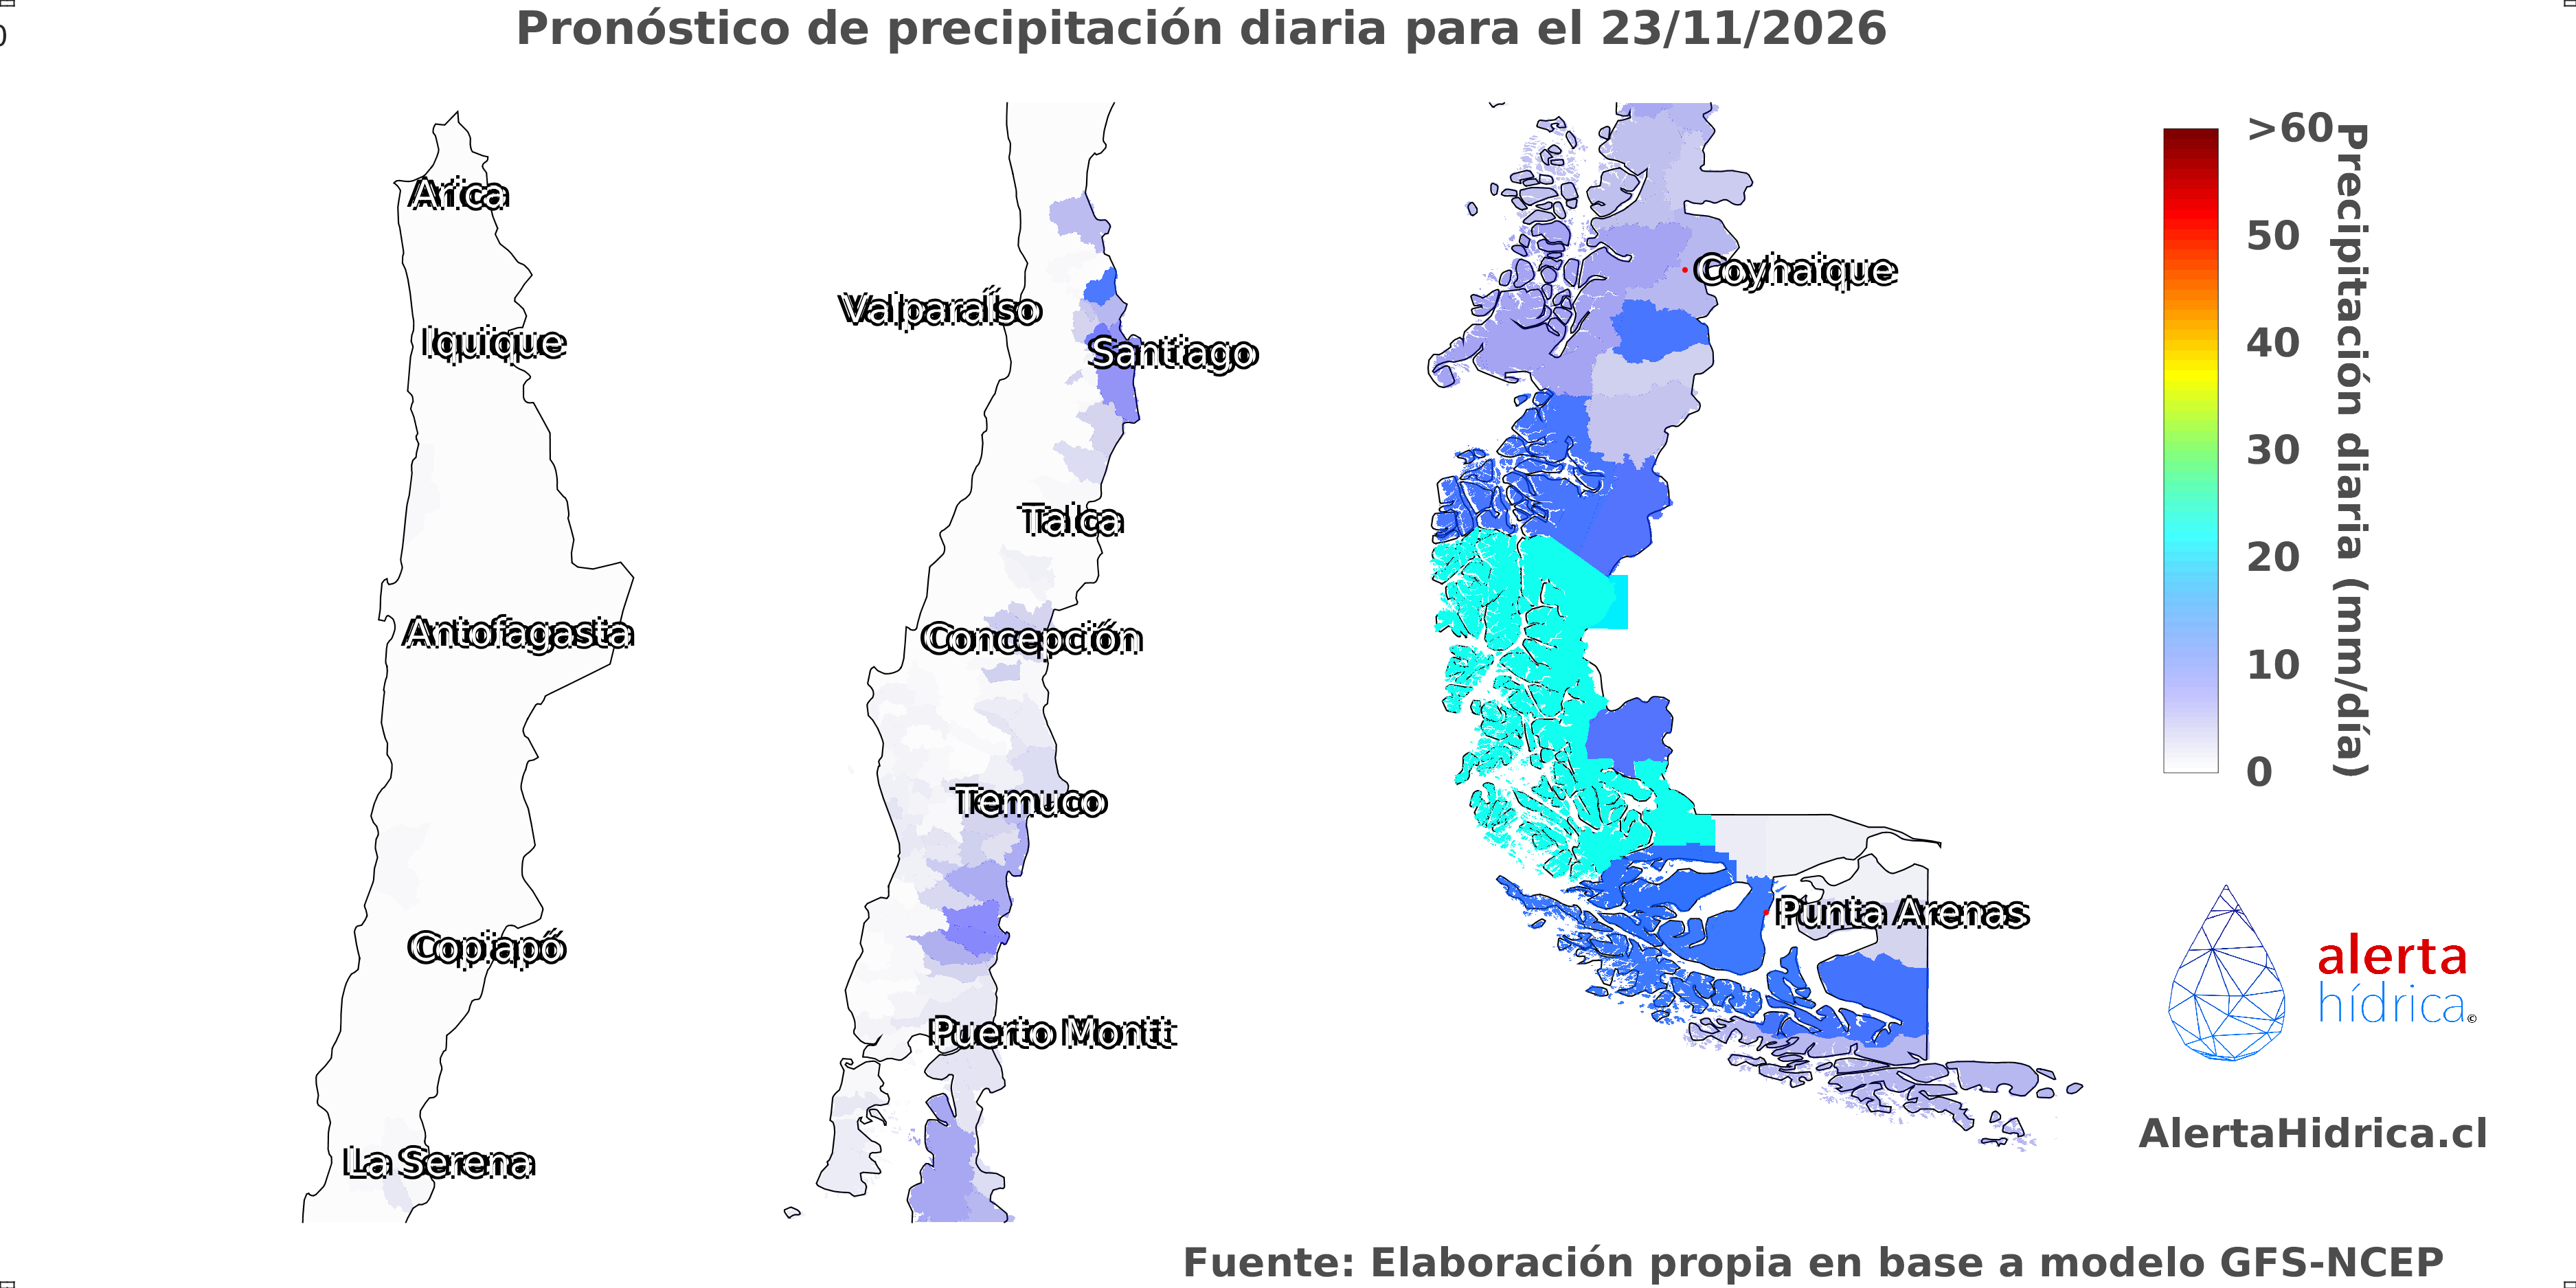 Pronóstico de precipitación diaria para el 23/11/2026
0
Arica
Iquique
Antofagasta
Copiapó
La Serena
Valparaíso
Santiago
Talca
Concepción
Temuco
Puerto Montt
Coyhaique
Punta Arenas
>60
50
40
30
20
10
0
Precipitación diaria (mm/día)
alerta
hídrica©
AlertaHidrica.cl
Fuente: Elaboración propia en base a modelo GFS-NCEP